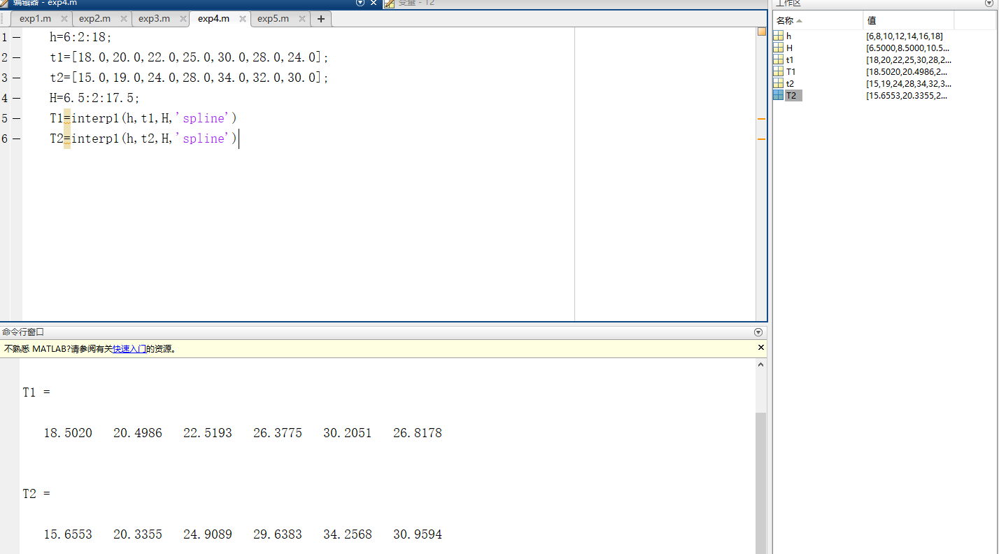 编辑器 - exp4.m
变量 - T2
exp1.m exp2.m exp3.m exp4.m exp5.m +
1 h=6:2:18;
2 t1=[18.0,20.0,22.0,25.0,30.0,28.0,24.0];
3 t2=[15.0,19.0,24.0,28.0,34.0,32.0,30.0];
4 H=6.5:2:17.5;
5 T1=interp1(h,t1,H,'spline')
6 T2=interp1(h,t2,H,'spline')
命令行窗口
不熟悉 MATLAB?请参阅有关快速入门的资源。
T1 =
18.5020 20.4986 22.5193 26.3775 30.2051 26.8178
T2 =
15.6553 20.3355 24.9089 29.6383 34.2568 30.9594
工作区
名称 值
h [6,8,10,12,14,16,18]
H [6.5000,8.5000,10.5...
t1 [18,20,22,25,30,28,2...
T1 [18.5020,20.4986,2...
t2 [15,19,24,28,34,32,3...
T2 [15.6553,20.3355,2...